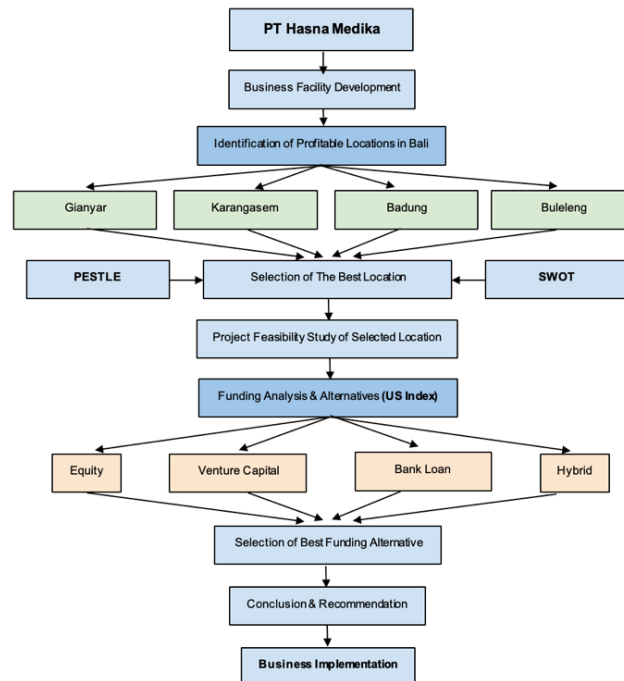 PT Hasna Medika
Business Facility Development
Identification of Profitable Locations in Bali
Gianyar
Karangasem
Badung
Buleleng
PESTLE
Selection of The Best Location
SWOT
Project Feasibility Study of Selected Location
Funding Analysis & Alternatives (US Index)
Equity
Venture Capital
Bank Loan
Hybrid
Selection of Best Funding Alternative
Conclusion & Recommendation
Business Implementation